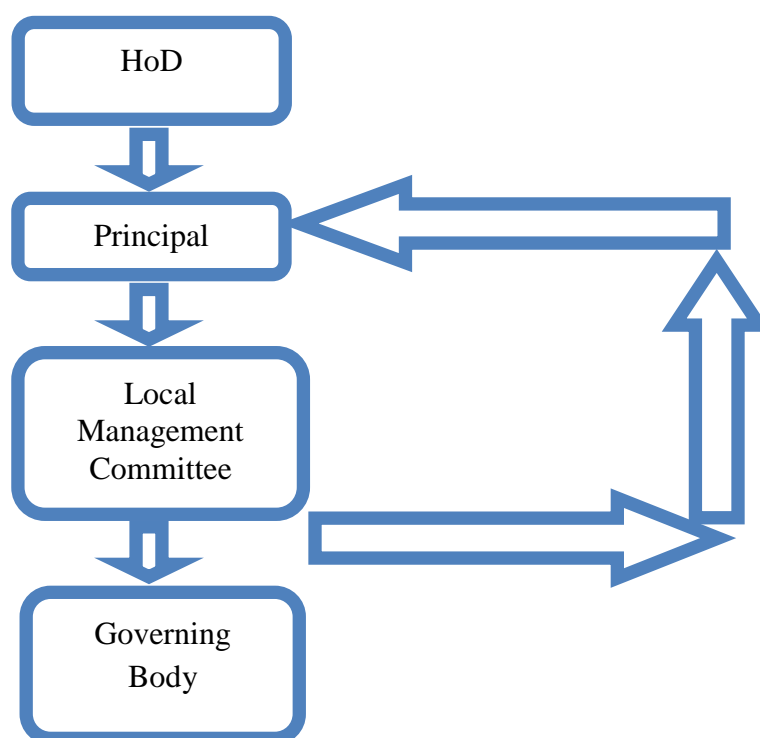 HoD
Principal
Local
Management
Committee
Governing
Body